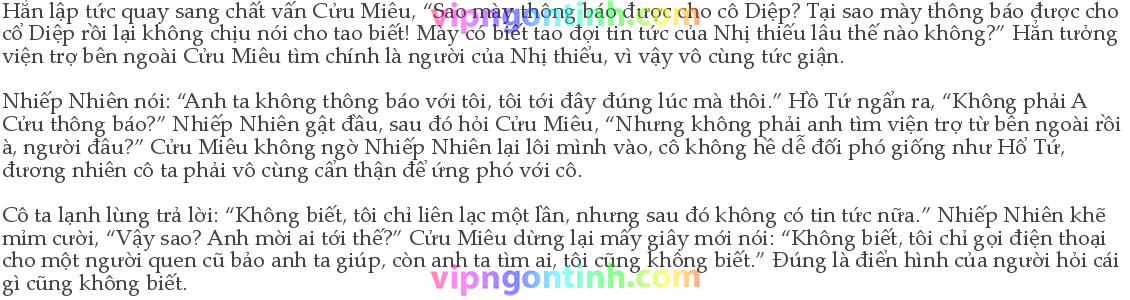 Hắn lập tức quay sang chất vấn Cửu Miêu, “Sao mày thông báo được cho cô Diệp? Tại sao mày thông báo được cho
cô Diệp rồi lại không chịu nói cho tao biết! Mày có biết tao đợi tin tức của Nhị thiếu lâu thế nào không?” Hắn tưởng
viện trợ bên ngoài Cửu Miêu tìm chính là người của Nhị thiếu, vì vậy vô cùng tức giận.
Nhiếp Nhiên nói: “Anh ta không thông báo với tôi, tôi tới đây đúng lúc mà thôi.” Hồ Tứ ngẩn ra, “Không phải A
Cửu thông báo?” Nhiếp Nhiên gật đầu, sau đó hỏi Cửu Miêu, “Nhưng không phải anh tìm viện trợ từ bên ngoài rồi
à, người đâu?” Cửu Miêu không ngờ Nhiếp Nhiên lại lôi mình vào, cô không hề dễ đối phó giống như Hổ Tứ,
đương nhiên cô ta phải vô cùng cẩn thận để ứng phó với cô.
Cô ta lạnh lùng trả lời: “Không biết, tôi chỉ liên lạc một lần, nhưng sau đó không có tin tức nữa.” Nhiếp Nhiên khẽ
mỉm cười, “Vậy sao? Anh mời ai tới thế?” Cửu Miêu dừng lại mấy giây mới nói: “Không biết, tôi chỉ gọi điện thoại
cho một người quen cũ bảo anh ta giúp, còn anh ta tìm ai, tôi cũng không biết.” Đúng là điển hình của người hỏi cái
gì cũng không biết.
vipngontinh.com
vipngontinh.com